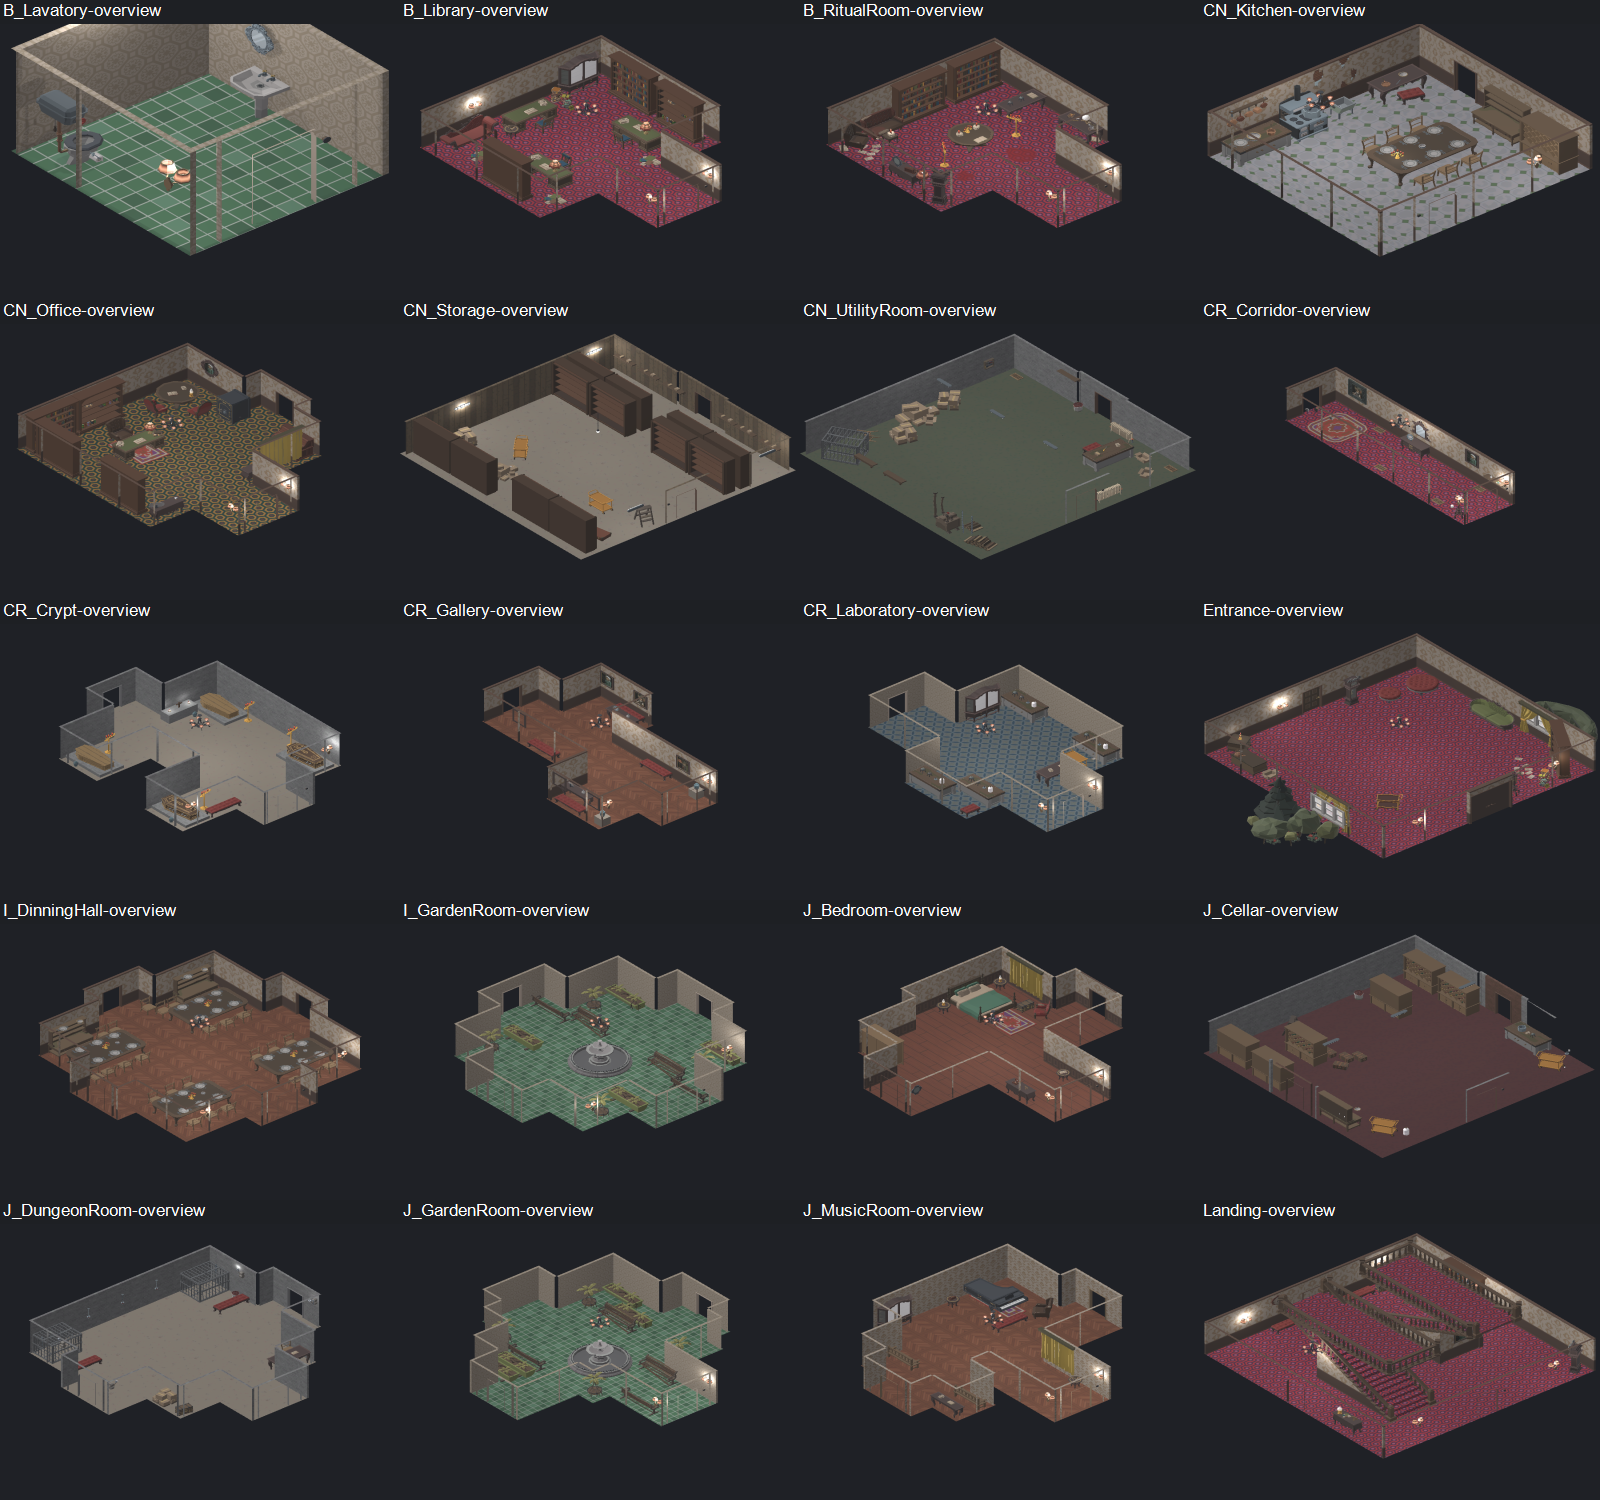 B_Lavatory-overview
B_Library-overview
B_RitualRoom-overview
CN_Kitchen-overview
CN_Office-overview
CN_Storage-overview
CN_UtilityRoom-overview
CR_Corridor-overview
CR_Crypt-overview
CR_Gallery-overview
CR_Laboratory-overview
Entrance-overview
I_DinningHall-overview
I_GardenRoom-overview
J_Bedroom-overview
J_Cellar-overview
J_DungeonRoom-overview
J_GardenRoom-overview
J_MusicRoom-overview
Landing-overview